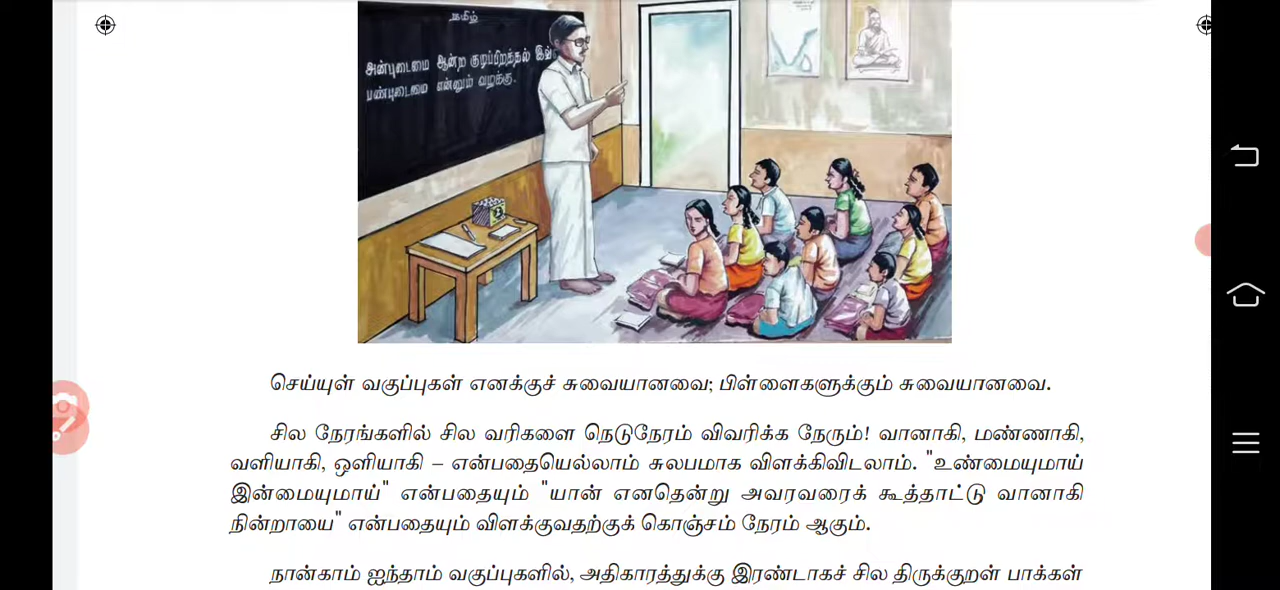 தமிழ்
அன்புடைமை ஆன்ற குடிப்பிறத்தல் இவ்
பண்புடைமை என்னும் வழக்கு.
செய்யுள் வகுப்புகள் எனக்குச் சுவையானவை; பிள்ளைகளுக்கும் சுவையானவை.
சில நேரங்களில் சில வரிகளை நெடுநேரம் விவரிக்க நேரும்! வானாகி, மண்ணாகி,
வளியாகி, ஒளியாகி – என்பதையெல்லாம் சுலபமாக விளக்கிவிடலாம். "உண்மையுமாய்
இன்மையுமாய்" என்பதையும் "யான் எனதென்று அவரவரைக் கூத்தாட்டு வானாகி
நின்றாயை" என்பதையும் விளக்குவதற்குக் கொஞ்சம் நேரம் ஆகும்.
நான்காம் ஐந்தாம் வகுப்புகளில், அதிகாரத்துக்கு இரண்டாகச் சில திருக்குறள் பாக்கள்